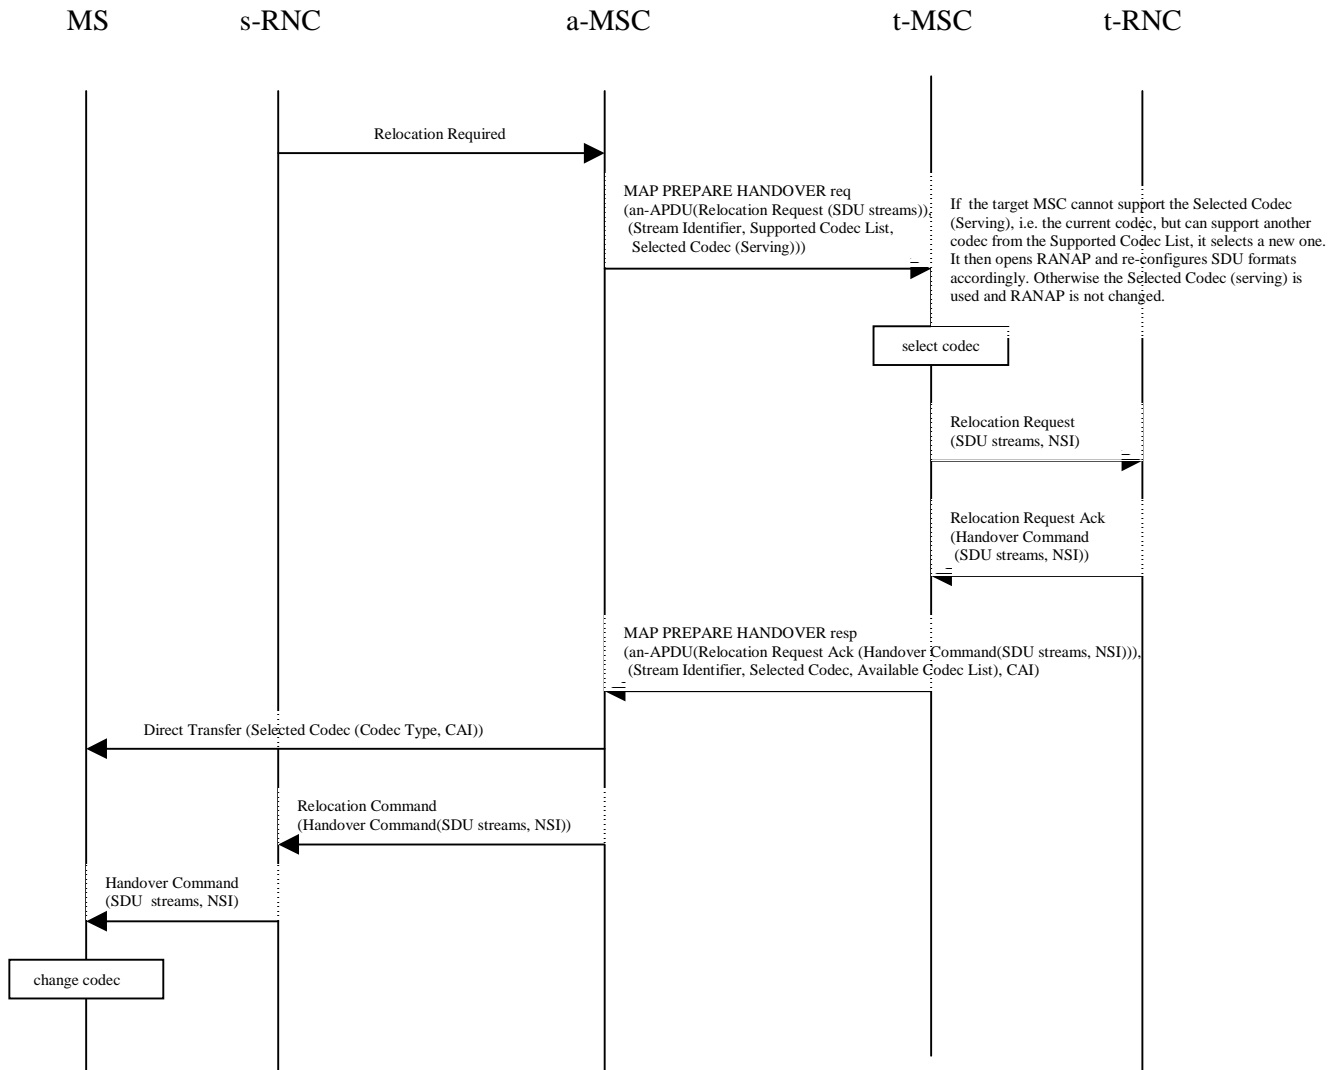 MS s-RNC a-MSC t-MSC t-RNC
Relocation Required
MAP PREPARE HANDOVER req
(an-APDU(Relocation Request (SDU streams)),
(Stream Identifier, Supported Codec List,
Selected Codec (Serving)))
If the target MSC cannot support the Selected Codec
(Serving), i.e. the current codec, but can support another
codec from the Supported Codec List, it selects a new one.
It then opens RANAP and re-configures SDU formats
accordingly. Otherwise the Selected Codec (serving) is
used and RANAP is not changed.
select codec
Relocation Request
(SDU streams, NSI)
Relocation Request Ack
(Handover Command
(SDU streams, NSI))
MAP PREPARE HANDOVER resp
(an-APDU(Relocation Request Ack (Handover Command(SDU streams, NSI))),
(Stream Identifier, Selected Codec, Available Codec List), CAI)
Direct Transfer (Selected Codec (Codec Type, CAI))
Relocation Command
(Handover Command(SDU streams, NSI))
Handover Command
(SDU streams, NSI)
change codec